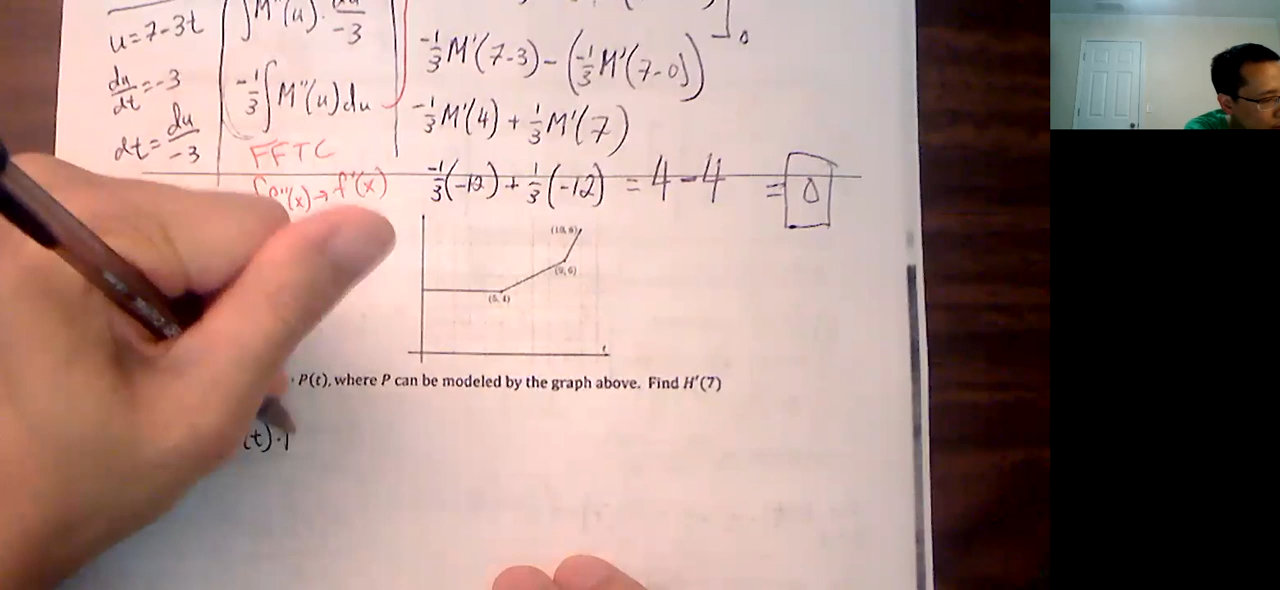 u=7-3t
∫M''(u)·du/-3
du/dt=-3
-1/3∫M''(u)du
dt=du/-3
FFTC
f''(x)→f'(x)
]₀
-1/3M'(7-3)-(-1/3M'(7-0))
-1/3M'(4)+1/3M'(7)
-1/3(-12)+1/3(-12)=4-4=0
(10, 8)
(9, 6)
(5, 4)
t
· P(t), where P can be modeled by the graph above. Find H'(7)
(t)·